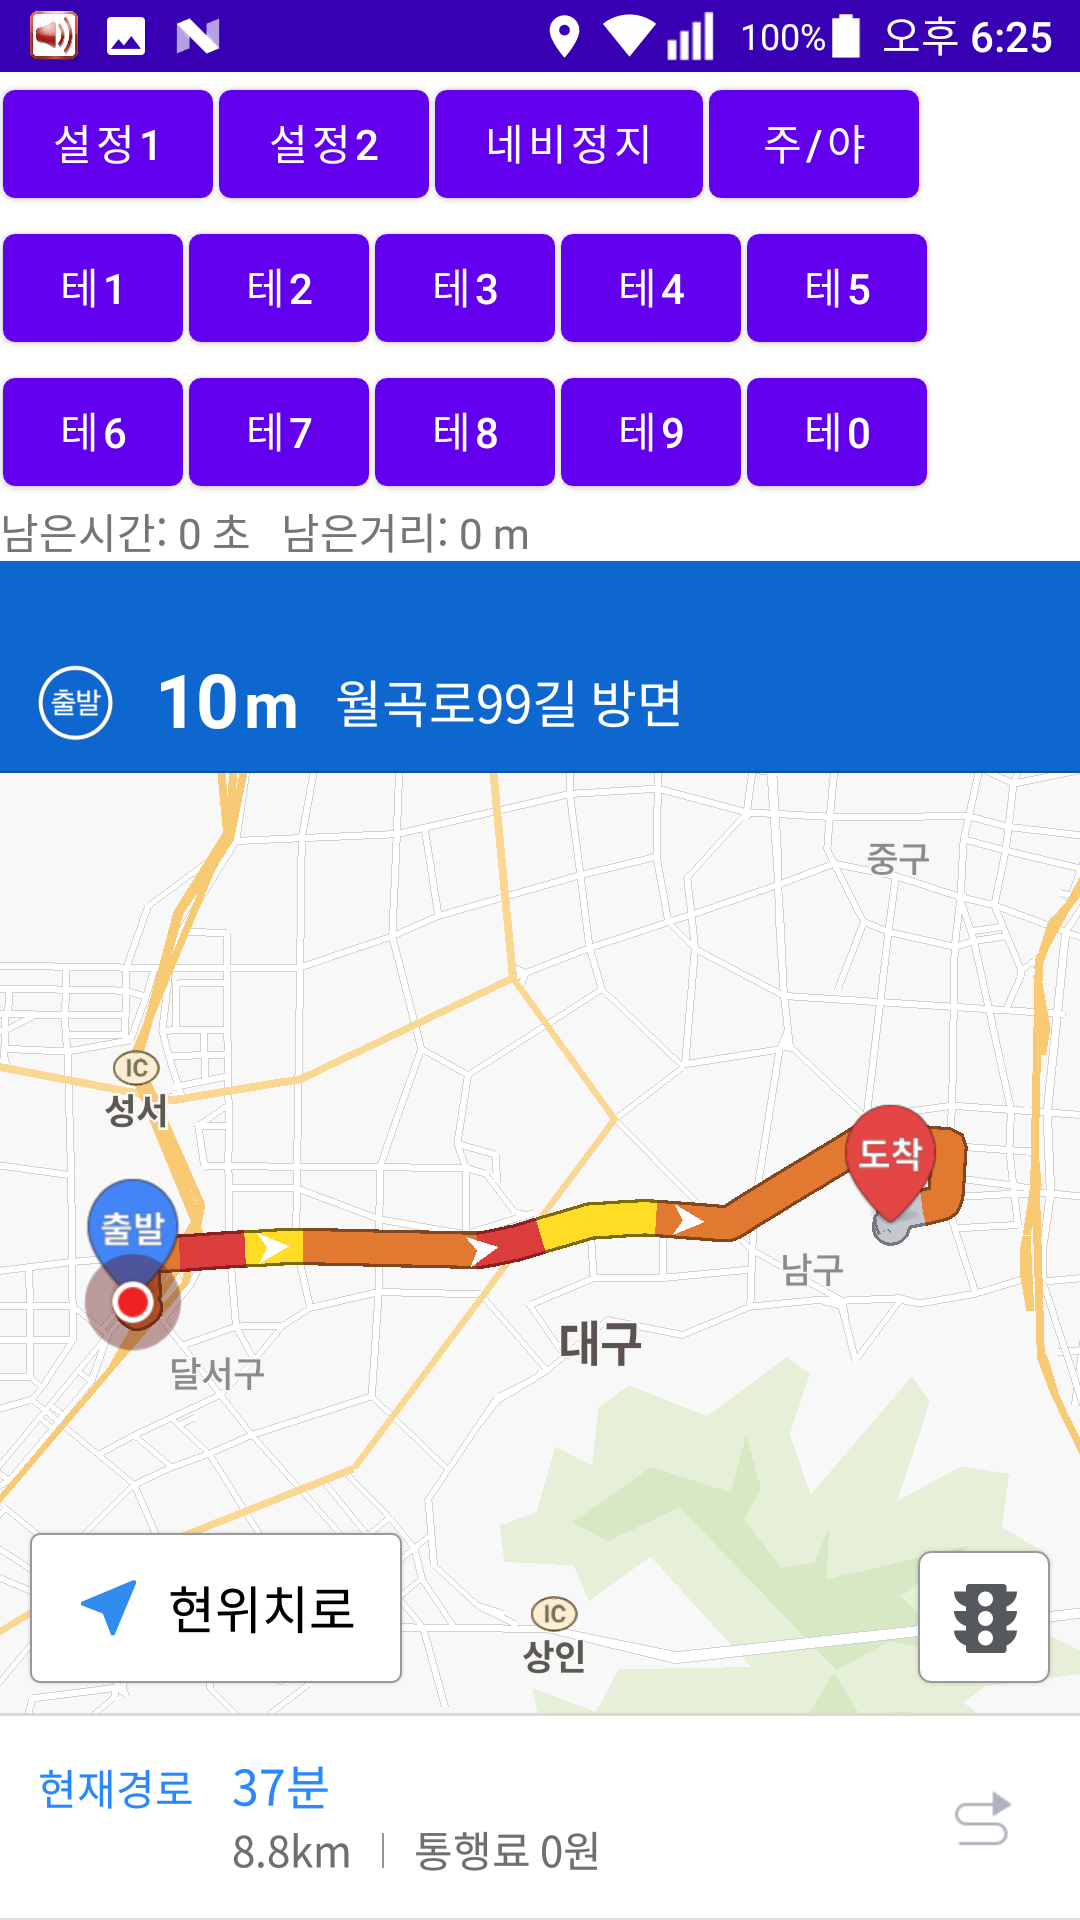 100% 오후 6:25
설정1 설정2 네비정지 주/야
테1 테2 테3 테4 테5
테6 테7 테8 테9 테0
남은시간: 0 초 남은거리: 0 m
출발 10m 월곡로99길 방면
중구
IC
성서
도착
출발
남구
대구
달서구
현위치로
IC
상인
현재경로 37분
8.8km 통행료 0원